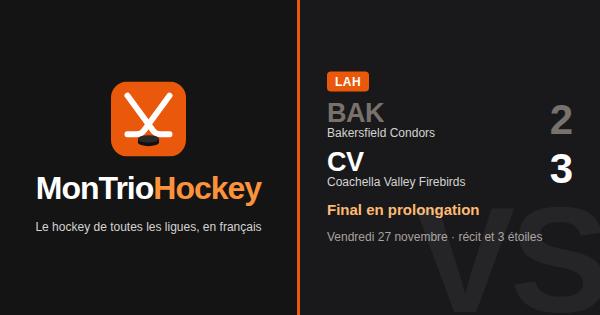 MonTrioHockey
Le hockey de toutes les ligues, en français
LAH
BAK 2
Bakersfield Condors
CV 3
Coachella Valley Firebirds
Final en prolongation
Vendredi 27 novembre · récit et 3 étoiles
VS